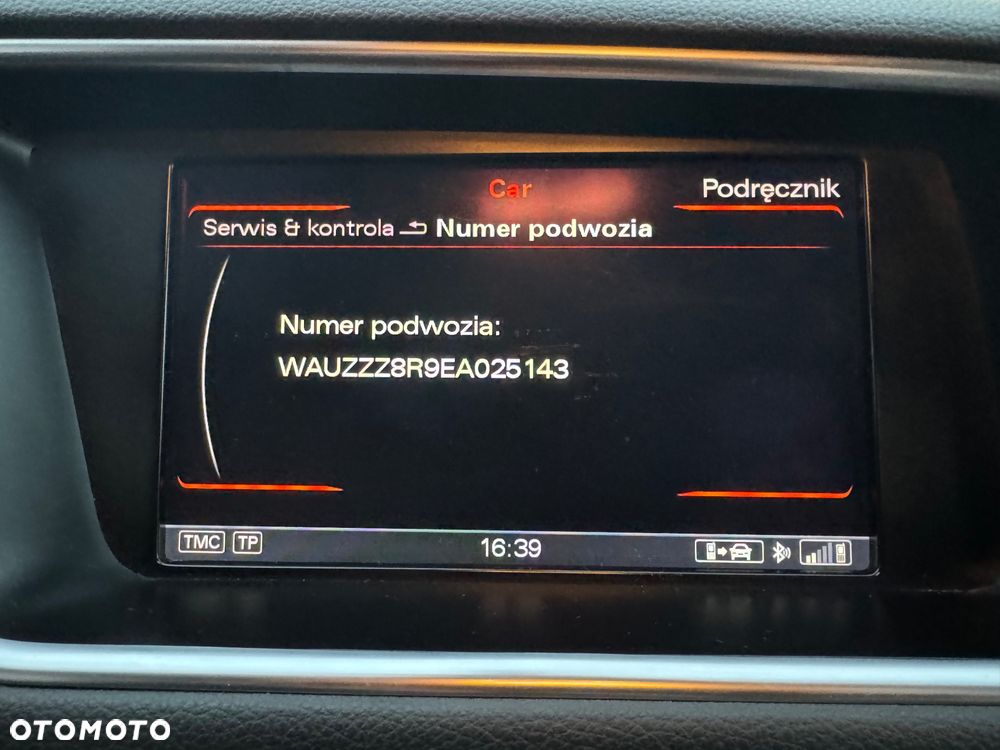 Car
Podręcznik
Serwis & kontrola Numer podwozia
Numer podwozia:
WAUZZZ8R9EA025143
TMC TP 16:39
OTOMOTO